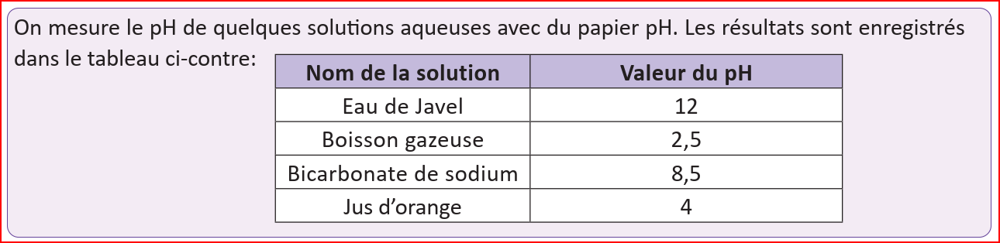 On mesure le pH de quelques solutions aqueuses avec du papier pH. Les résultats sont enregistrés
dans le tableau ci-contre:
Nom de la solution Valeur du pH
Eau de Javel 12
Boisson gazeuse 2,5
Bicarbonate de sodium 8,5
Jus d’orange 4